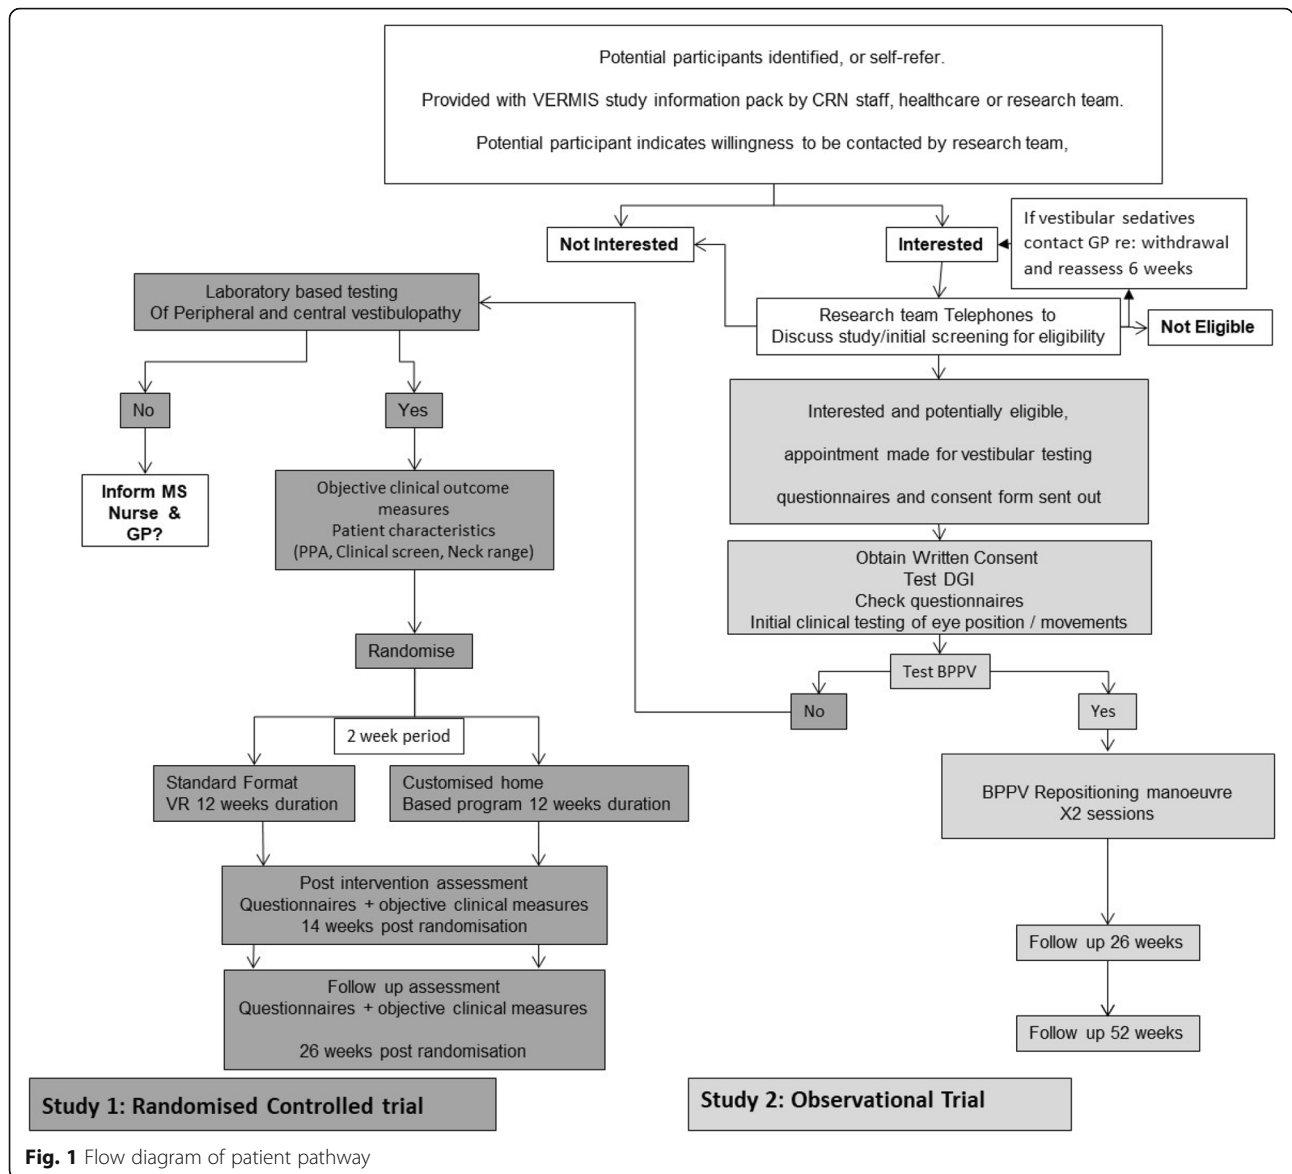 Potential participants identified, or self-refer.
Provided with VERMIS study information pack by CRN staff, healthcare or research team.
Potential participant indicates willingness to be contacted by research team,
Not Interested
Interested
If vestibular sedatives
contact GP re: withdrawal
and reassess 6 weeks
Research team Telephones to
Discuss study/initial screening for eligibility
Not Eligible
Interested and potentially eligible,
appointment made for vestibular testing
questionnaires and consent form sent out
Obtain Written Consent
Test DGI
Check questionnaires
Initial clinical testing of eye position / movements
Test BPPV
No
Yes
BPPV Repositioning manoeuvre
X2 sessions
Follow up 26 weeks
Follow up 52 weeks
Laboratory based testing
Of Peripheral and central vestibulopathy
No
Yes
Inform MS
Nurse &
GP?
Objective clinical outcome
measures
Patient characteristics
(PPA, Clinical screen, Neck range)
Randomise
2 week period
Standard Format
VR 12 weeks duration
Customised home
Based program 12 weeks duration
Post intervention assessment
Questionnaires + objective clinical measures
14 weeks post randomisation
Follow up assessment
Questionnaires + objective clinical measures
26 weeks post randomisation
Study 1: Randomised Controlled trial
Study 2: Observational Trial
Fig. 1 Flow diagram of patient pathway